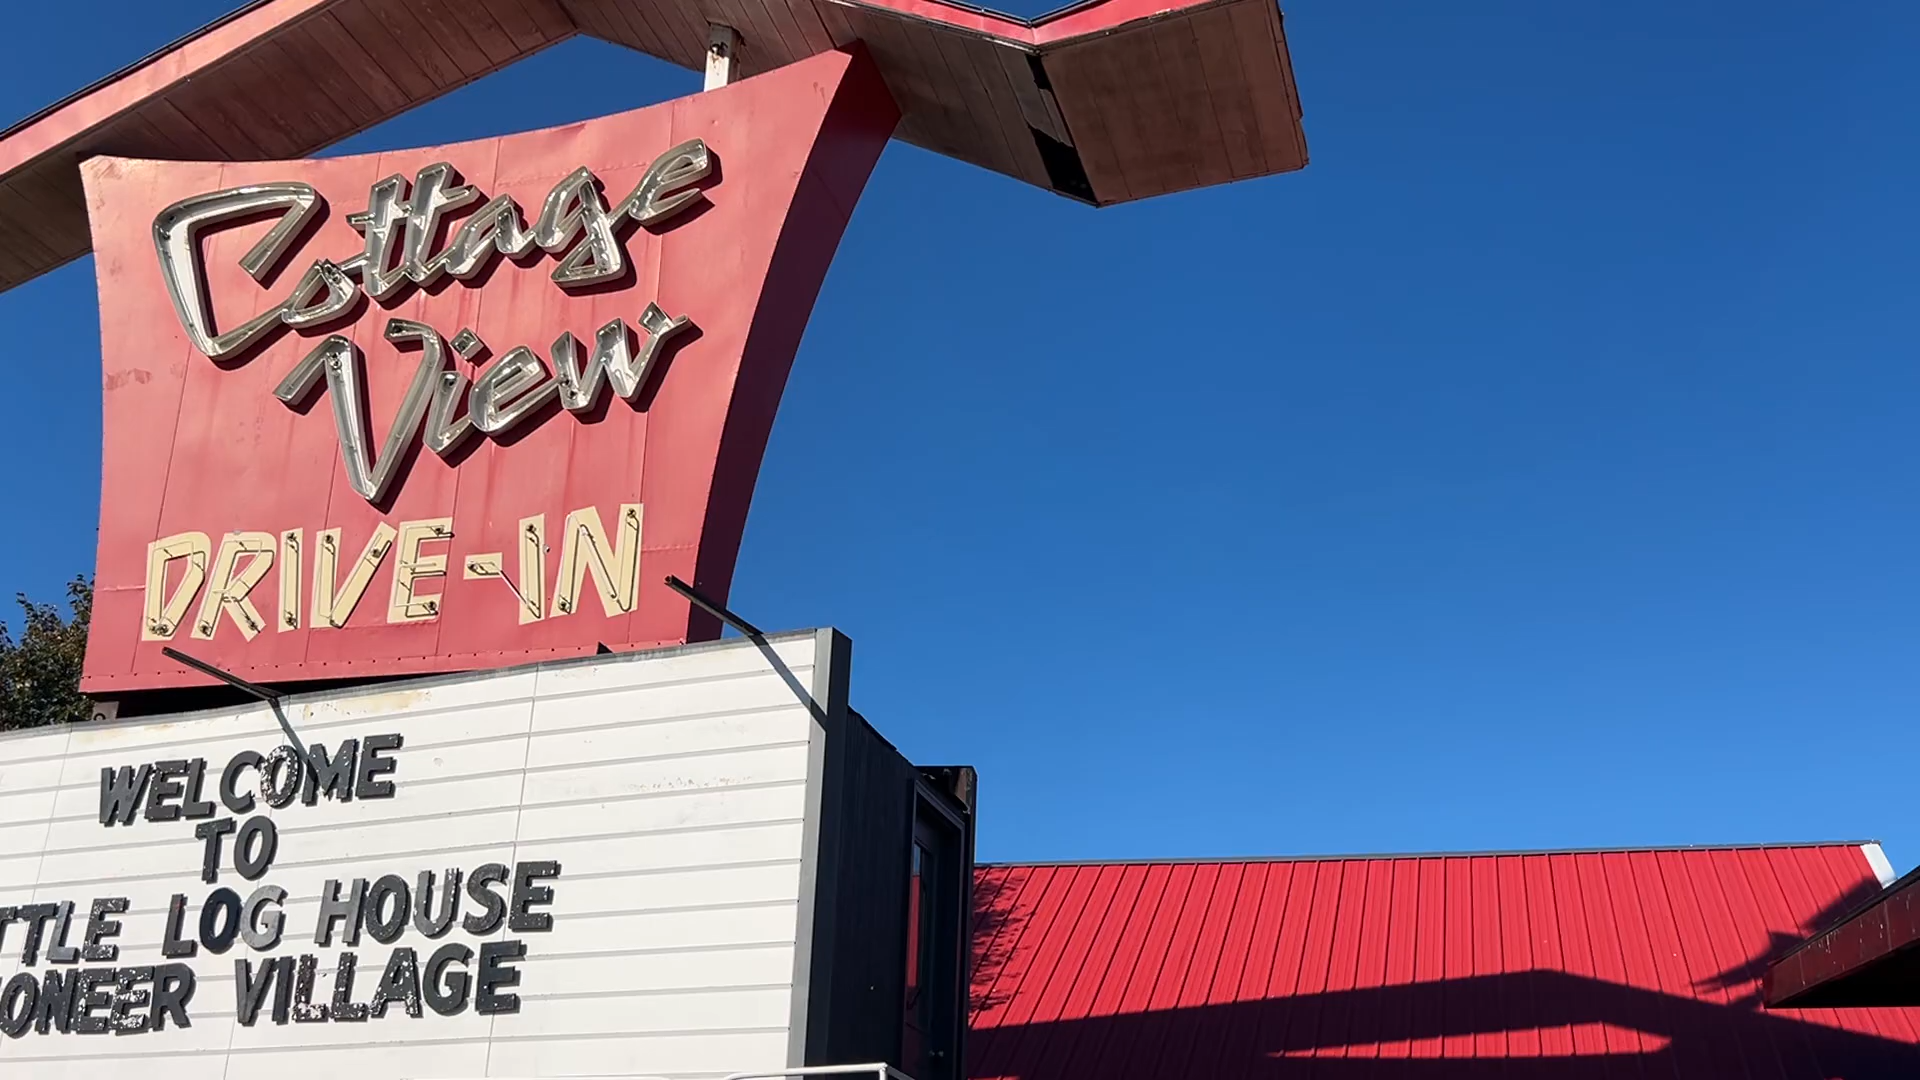 Cottage
View
DRIVE-IN
WELCOME
TO
TTLE LOG HOUSE
ONEER VILLAGE